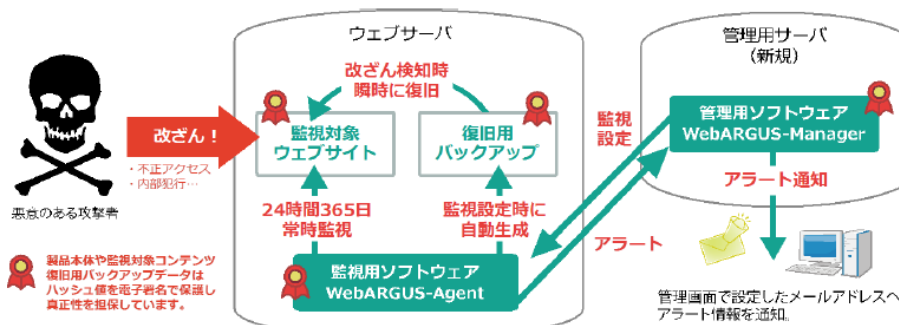 ウェブサーバ
管理用サーバ
(新規)
改ざん検知時
瞬時に復旧
改ざん！
・不正アクセス
・内部犯行…
悪意のある攻撃者
監視対象
ウェブサイト
復旧用
バックアップ
監視
設定
管理用ソフトウェア
WebARGUS-Manager
アラート通知
24時間365日
常時監視
監視設定時に
自動生成
アラート
製品本体や監視対象コンテンツ
復旧用バックアップデータは
ハッシュ値を電子署名で保護し
真正性を担保しています。
監視用ソフトウェア
WebARGUS-Agent
管理画面で設定したメールアドレスへ
アラート情報を通知。